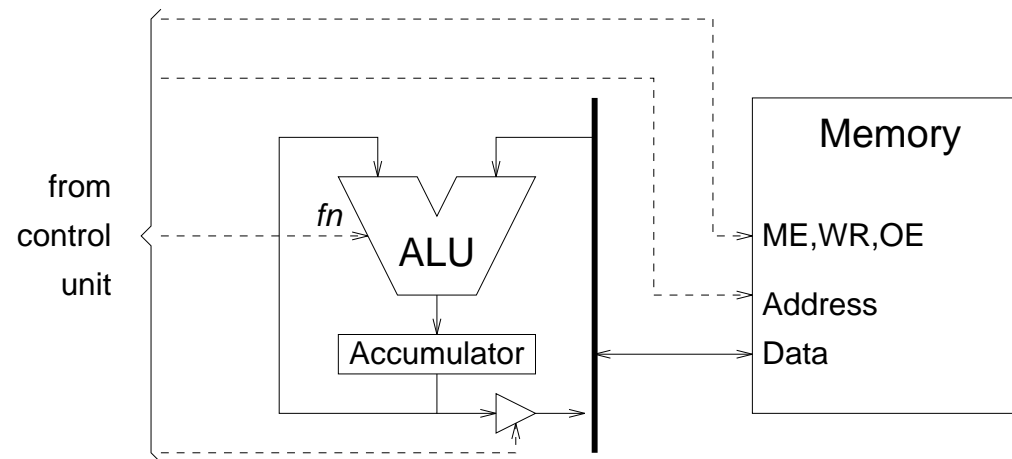 Memory
from
control
unit
fn
ALU
ME,WR,OE
Address
Accumulator
Data